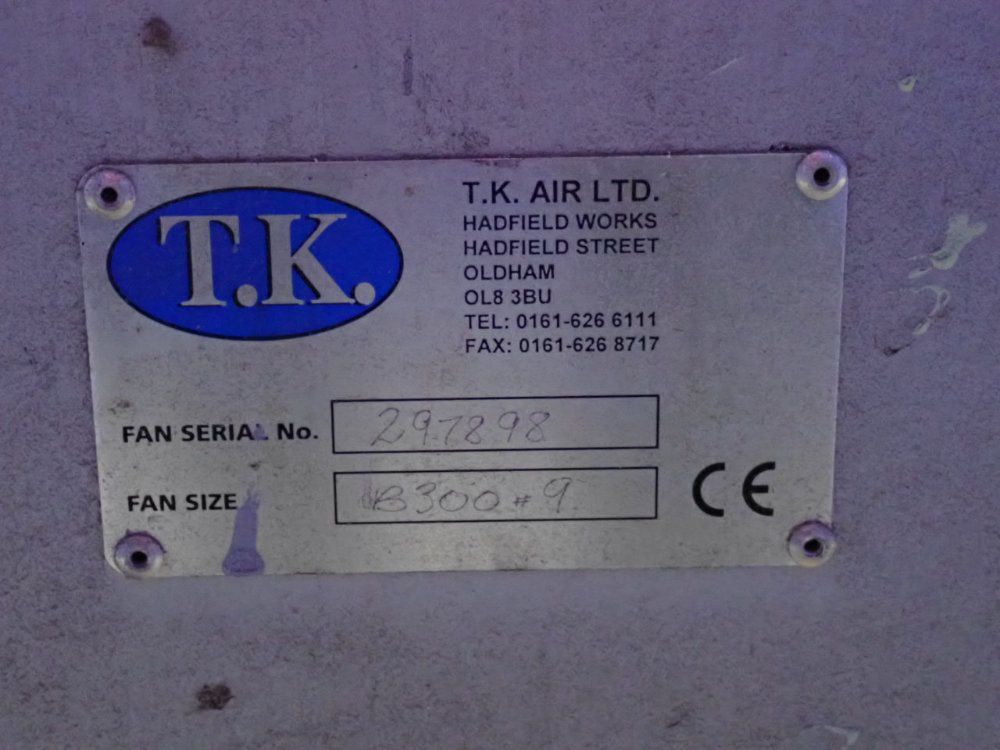 T.K.
T.K. AIR LTD.
HADFIELD WORKS
HADFIELD STREET
OLDHAM
OL8 3BU
TEL: 0161-626 6111
FAX: 0161-626 8717
FAN SERIAL No. 297898
FAN SIZE B300#9
CE